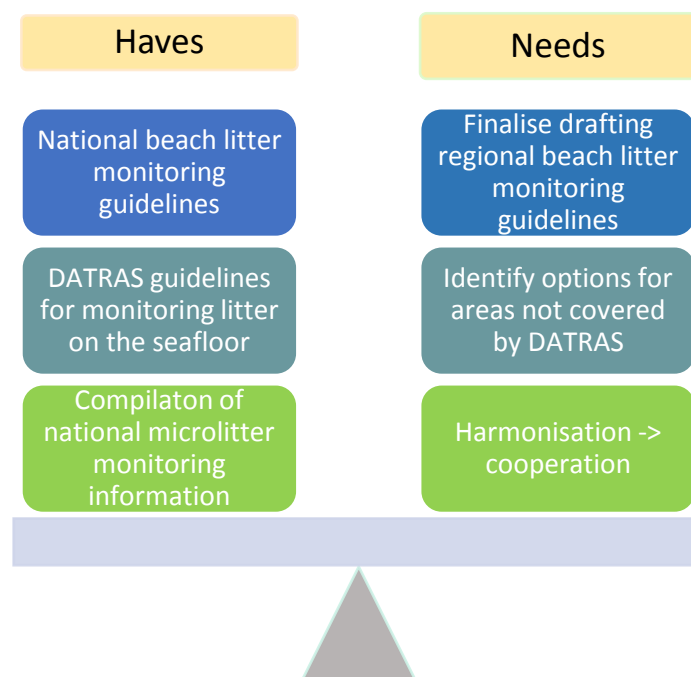 Haves
National beach litter
monitoring
guidelines
DATRAS guidelines
for monitoring litter
on the seafloor
Compilaton of
national microlitter
monitoring
information
Needs
Finalise drafting
regional beach litter
monitoring
guidelines
Identify options for
areas not covered
by DATRAS
Harmonisation ->
cooperation